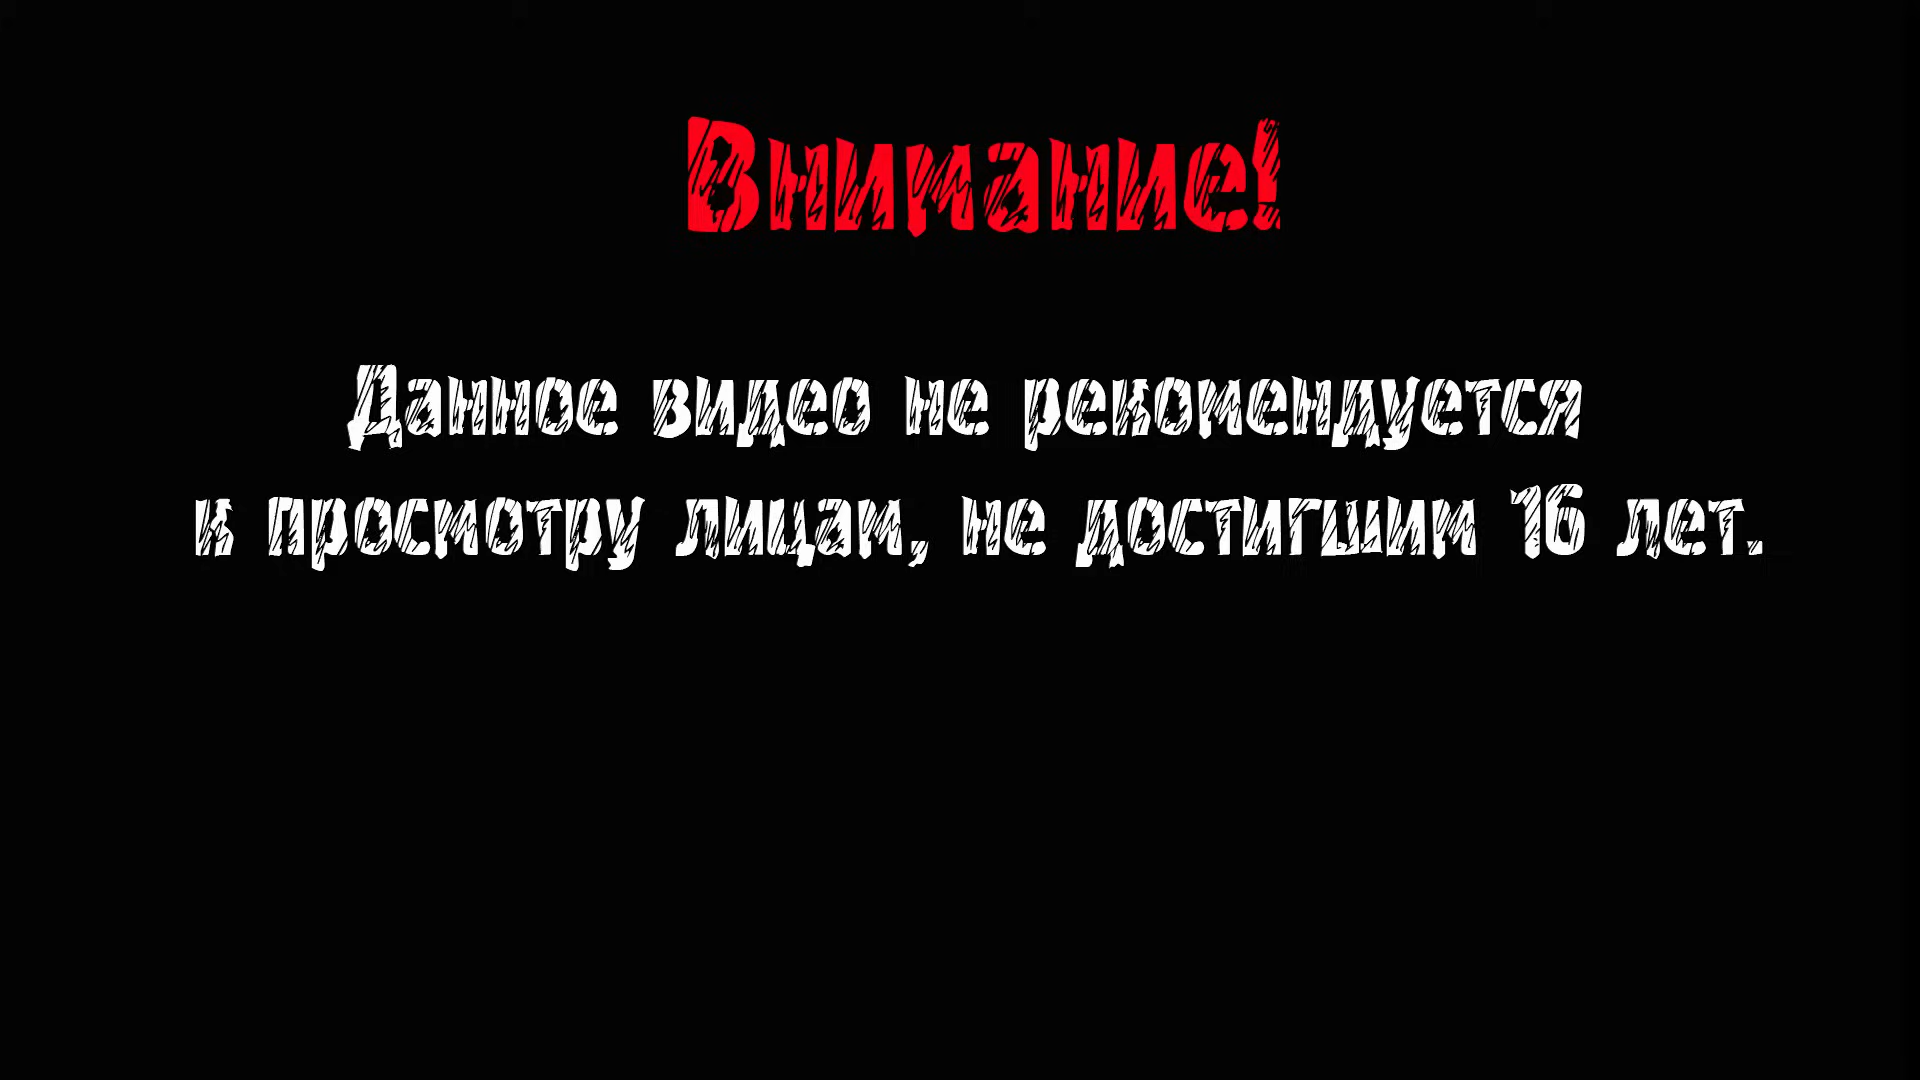 Внимание!
Данное видео не рекомендуется
к просмотру лицам, не достигшим 16 лет.